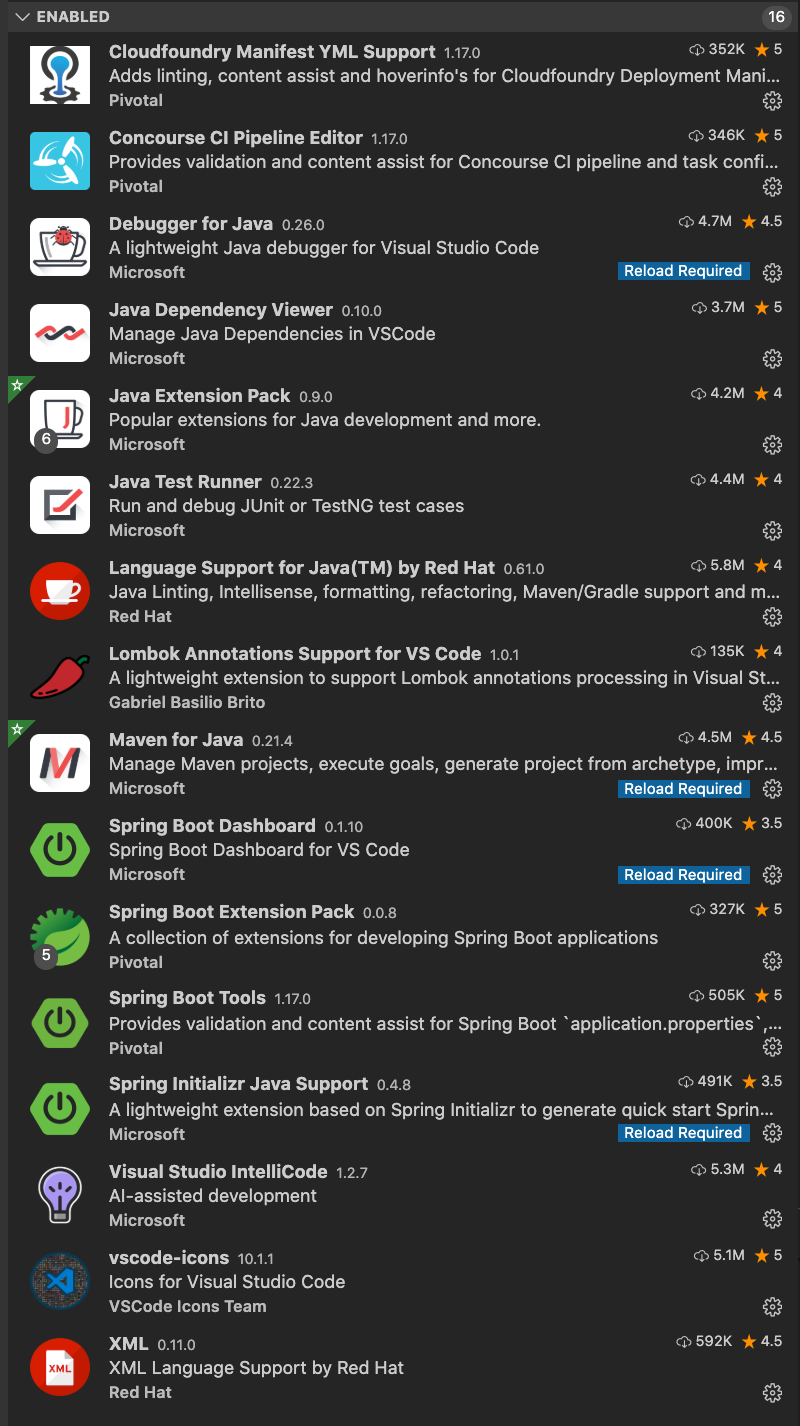 ENABLED 16
Cloudfoundry Manifest YML Support 1.17.0 352K 5
Adds linting, content assist and hoverinfo's for Cloudfoundry Deployment Mani...
Pivotal
Concourse CI Pipeline Editor 1.17.0 346K 5
Provides validation and content assist for Concourse CI pipeline and task confi...
Pivotal
Debugger for Java 0.26.0 4.7M 4.5
A lightweight Java debugger for Visual Studio Code
Microsoft Reload Required
Java Dependency Viewer 0.10.0 3.7M 5
Manage Java Dependencies in VSCode
Microsoft
Java Extension Pack 0.9.0 4.2M 4
J
Popular extensions for Java development and more.
6
Microsoft
Java Test Runner 0.22.3 4.4M 4
Run and debug JUnit or TestNG test cases
Microsoft
Language Support for Java(TM) by Red Hat 0.61.0 5.8M 4
Java Linting, Intellisense, formatting, refactoring, Maven/Gradle support and m...
Red Hat
Lombok Annotations Support for VS Code 1.0.1 135K 4
A lightweight extension to support Lombok annotations processing in Visual St...
Gabriel Basilio Brito
Maven for Java 0.21.4 4.5M 4.5
M
Manage Maven projects, execute goals, generate project from archetype, impr...
Microsoft Reload Required
Spring Boot Dashboard 0.1.10 400K 3.5
Spring Boot Dashboard for VS Code
Microsoft Reload Required
Spring Boot Extension Pack 0.0.8 327K 5
A collection of extensions for developing Spring Boot applications
5
Pivotal
Spring Boot Tools 1.17.0 505K 5
Provides validation and content assist for Spring Boot `application.properties`,...
Pivotal
Spring Initializr Java Support 0.4.8 491K 3.5
A lightweight extension based on Spring Initializr to generate quick start Sprin...
Microsoft Reload Required
Visual Studio IntelliCode 1.2.7 5.3M 4
AI-assisted development
Microsoft
vscode-icons 10.1.1 5.1M 5
Icons for Visual Studio Code
VSCode Icons Team
XML 0.11.0 592K 4.5
XML
XML Language Support by Red Hat
Red Hat